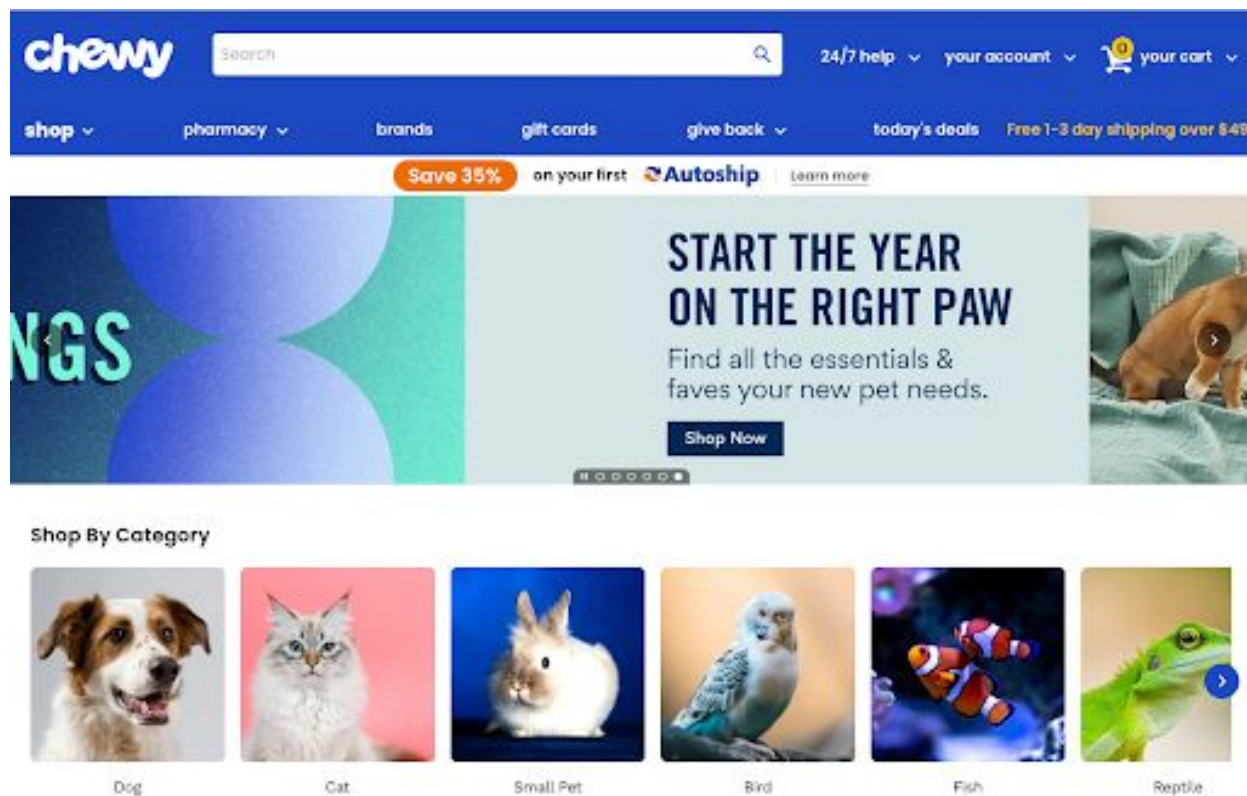 chewy
Search
24/7 help
your account
0
your cart
shop
pharmacy
brands
gift cards
give back
today's deals
Free 1-3 day shipping over $49
Save 35% on your first Autoship Learn more
NGS
START THE YEAR
ON THE RIGHT PAW
Find all the essentials &
faves your new pet needs.
Shop Now
Shop By Category
Dog
Cat
Small Pet
Bird
Fish
Reptile